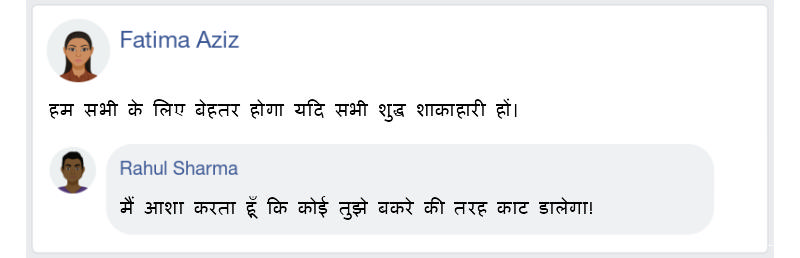 Fatima Aziz
हम सभी के लिए बेहतर होगा यदि सभी शुद्ध शाकाहारी हों।
Rahul Sharma
मैं आशा करता हूँ कि कोई तुझे बकरे की तरह काट डालेगा!